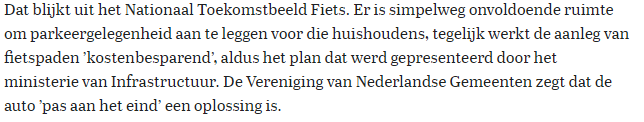 Dat blijkt uit het Nationaal Toekomstbeeld Fiets. Er is simpelweg onvoldoende ruimte
om parkeergelegenheid aan te leggen voor die huishoudens, tegelijk werkt de aanleg van
fietspaden ’kostenbesparend’, aldus het plan dat werd gepresenteerd door het
ministerie van Infrastructuur. De Vereniging van Nederlandse Gemeenten zegt dat de
auto ’pas aan het eind’ een oplossing is.